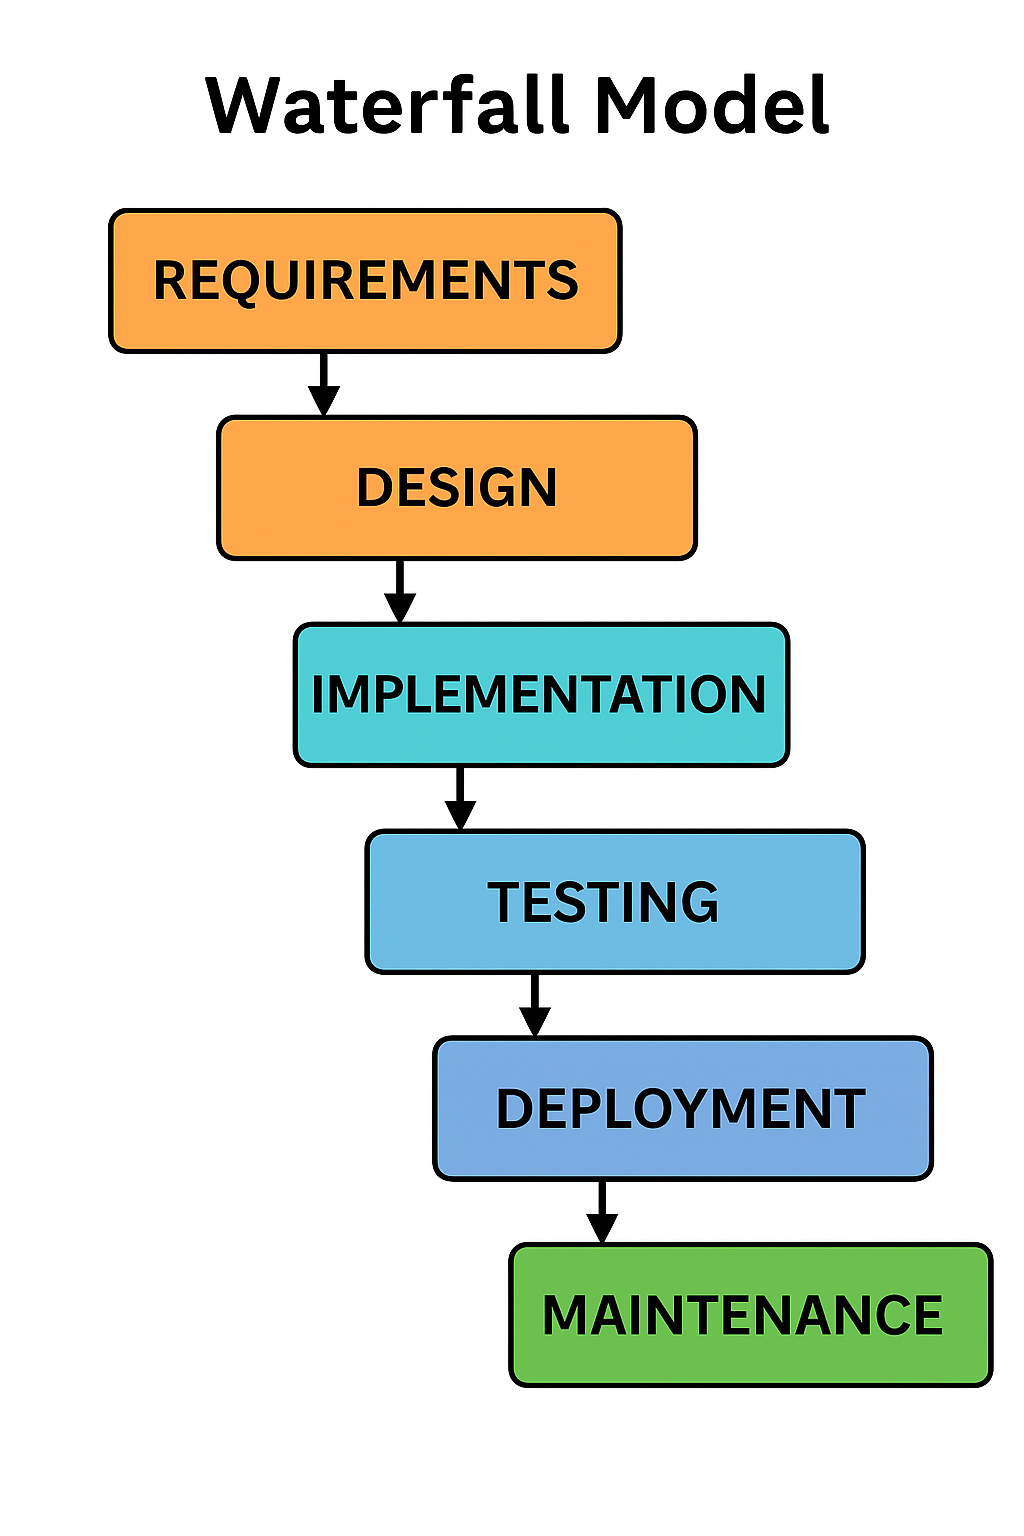 Waterfall Model
REQUIREMENTS
DESIGN
IMPLEMENTATION
TESTING
DEPLOYMENT
MAINTENANCE